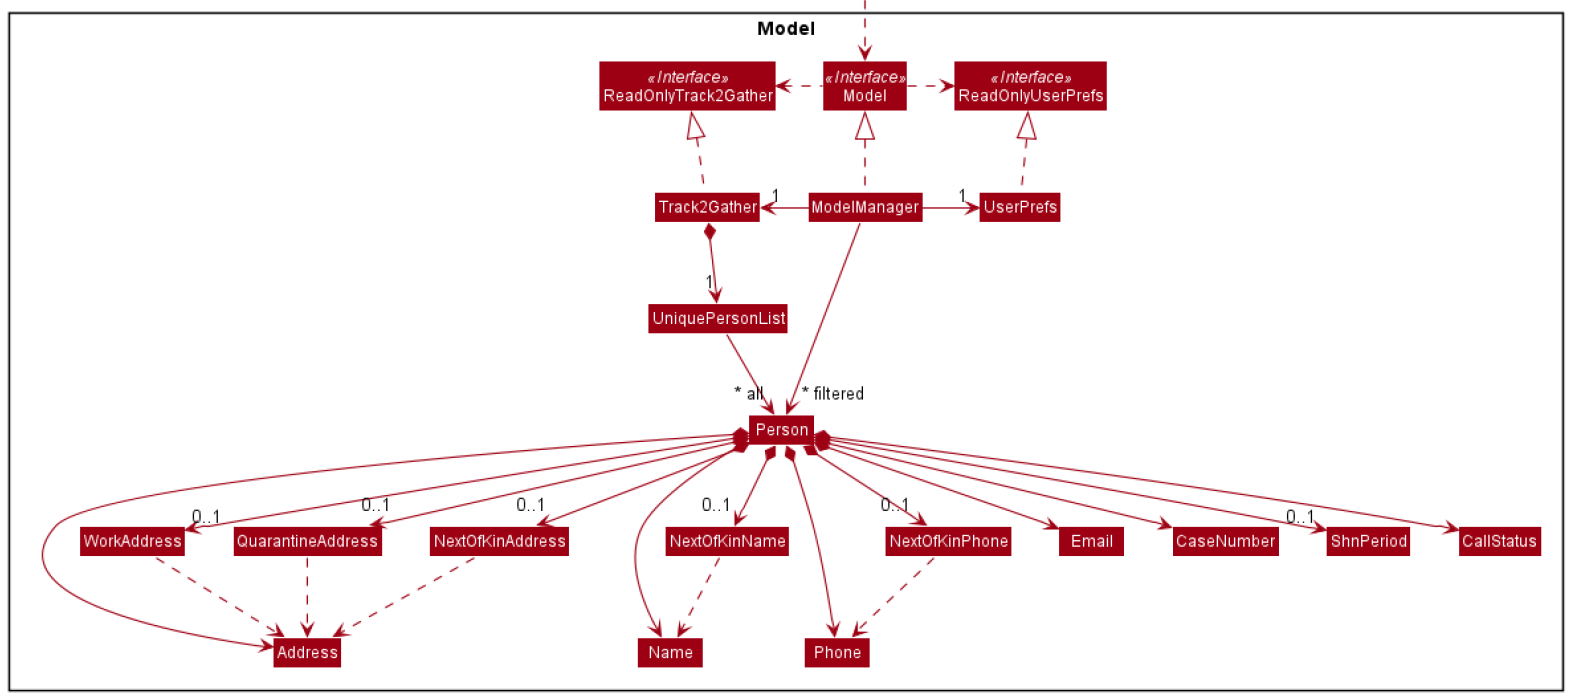 Model
«Interface»
ReadOnlyTrack2Gather
«Interface»
Model
«Interface»
ReadOnlyUserPrefs
Track2Gather
1
ModelManager
1
UserPrefs
1
UniquePersonList
* all
* filtered
Person
0..1
0..1
0..1
0..1
0..1
0..1
WorkAddress
QuarantineAddress
NextOfKinAddress
NextOfKinName
NextOfKinPhone
Email
CaseNumber
ShnPeriod
CallStatus
Address
Name
Phone